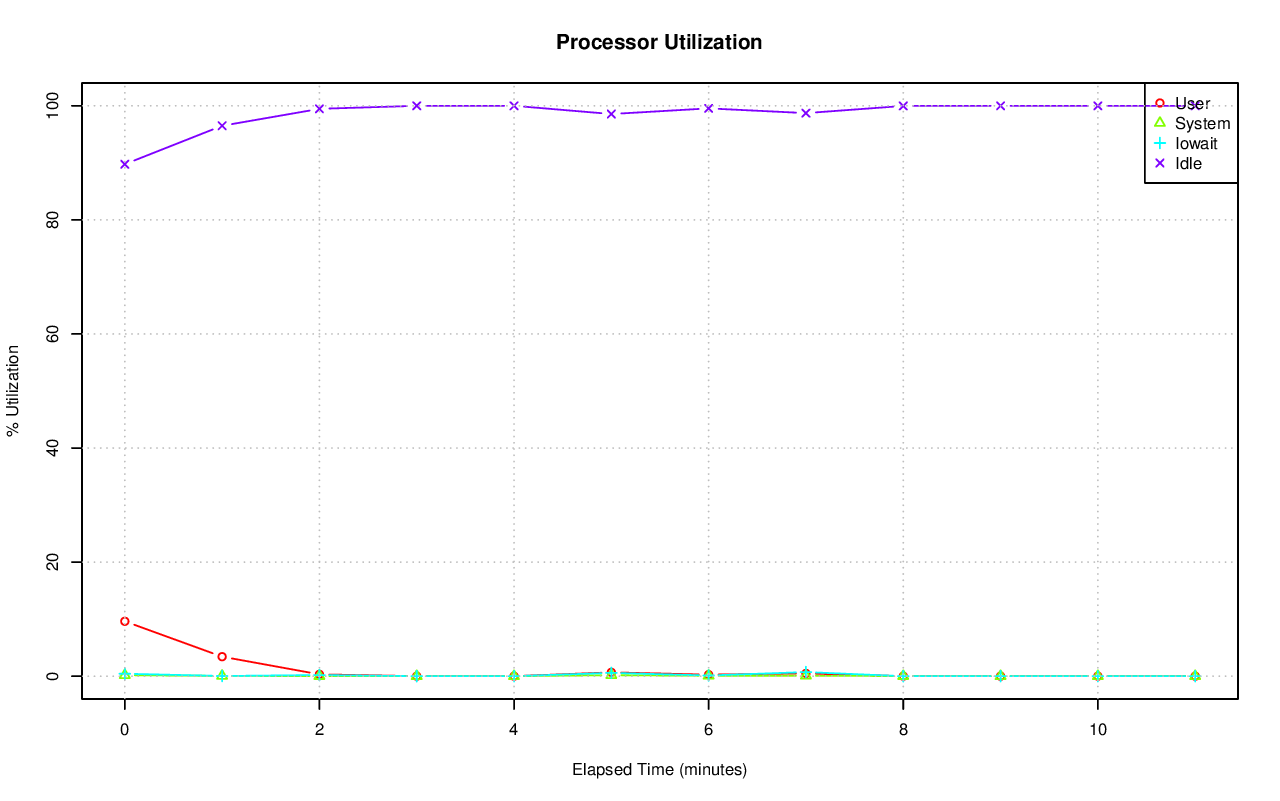 Processor Utilization
100
80
60
40
20
0
% Utilization
User
System
Iowait
Idle
0 2 4 6 8 10
Elapsed Time (minutes)